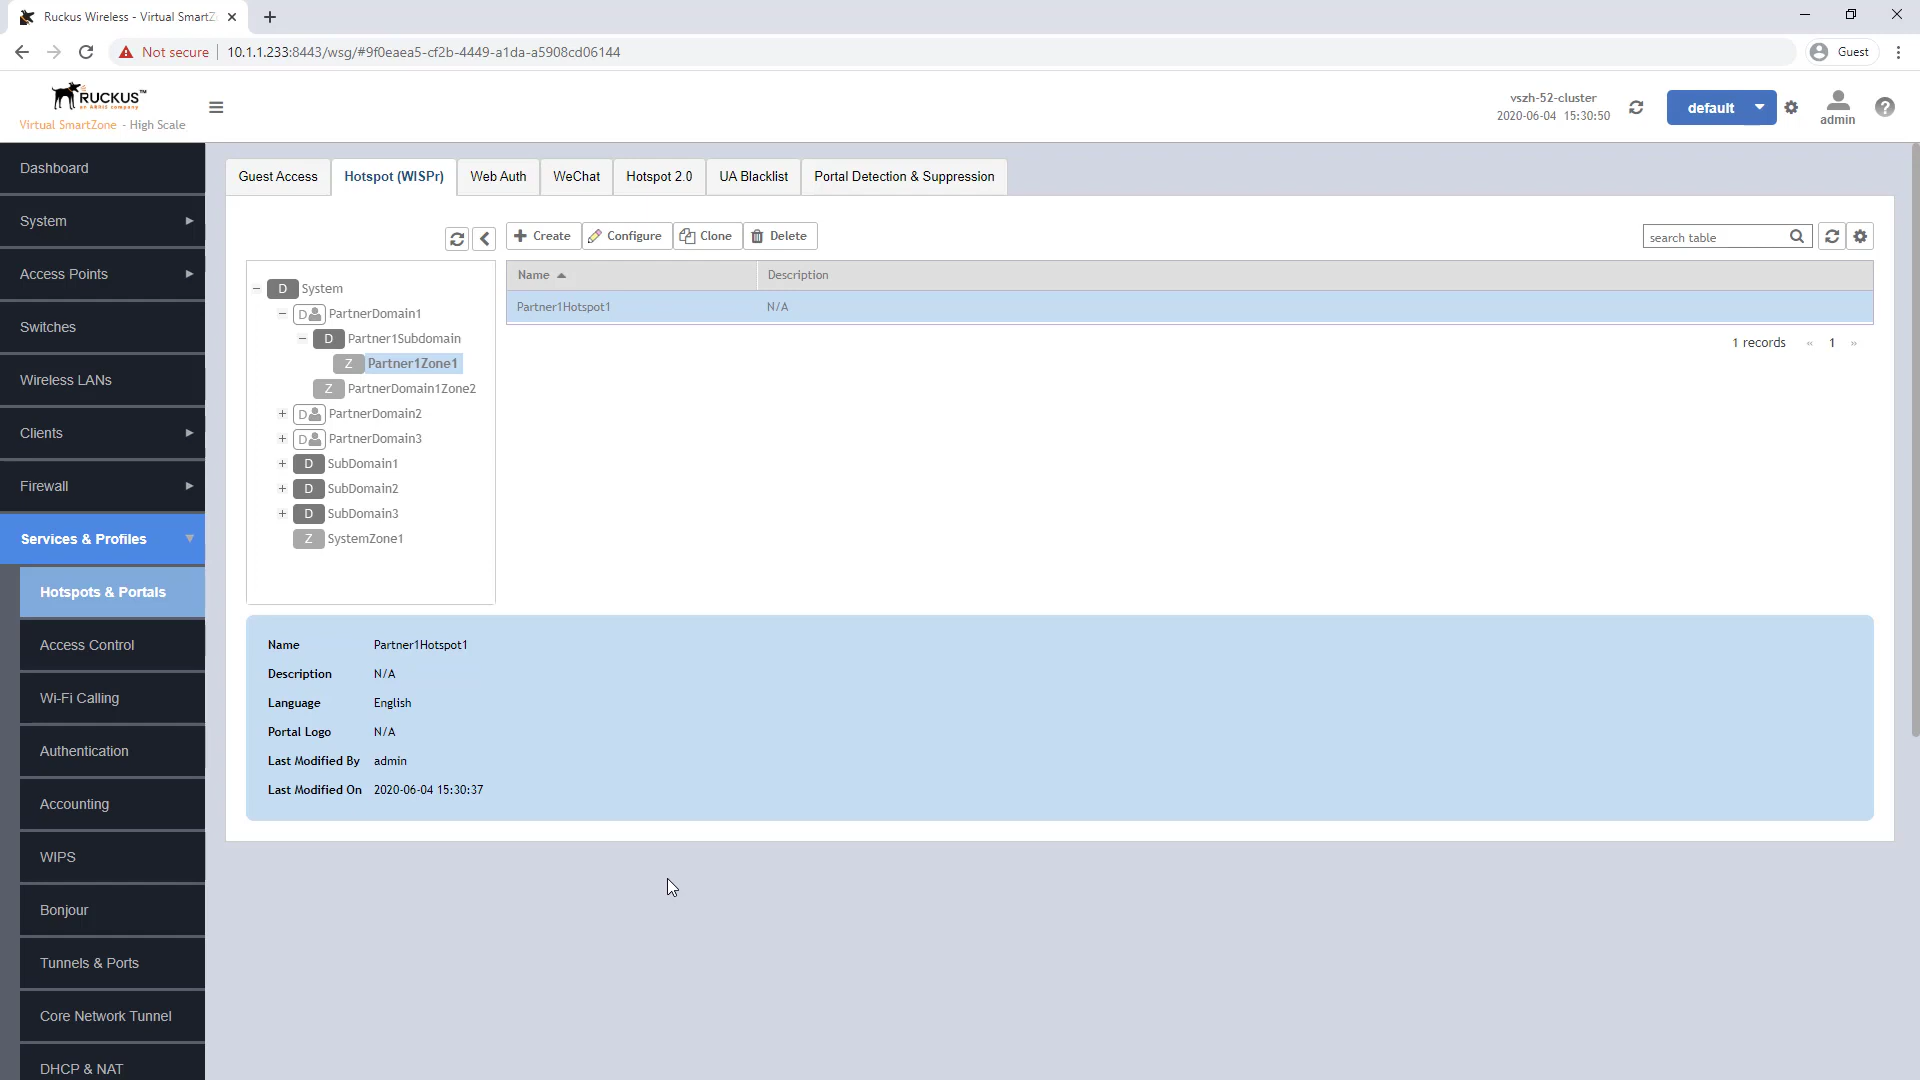 Ruckus Wireless - Virtual SmartZ
Not secure
10.1.1.233:8443/wsg/#9f0eaea5-cf2b-4449-a1da-a5908cd06144
Guest
RUCKUS™
an ARRIS company
Virtual SmartZone - High Scale
vszh-52-cluster
2020-06-04 15:30:50
default
admin
Dashboard
System
Access Points
Switches
Wireless LANs
Clients
Firewall
Services & Profiles
Hotspots & Portals
Access Control
Wi-Fi Calling
Authentication
Accounting
WIPS
Bonjour
Tunnels & Ports
Core Network Tunnel
DHCP & NAT
Guest Access
Hotspot (WISPr)
Web Auth
WeChat
Hotspot 2.0
UA Blacklist
Portal Detection & Suppression
Create
Configure
Clone
Delete
search table
D System
D PartnerDomain1
D Partner1Subdomain
Z Partner1Zone1
Z PartnerDomain1Zone2
D PartnerDomain2
D PartnerDomain3
D SubDomain1
D SubDomain2
D SubDomain3
Z SystemZone1
Name Description
Partner1Hotspot1 N/A
1 records « 1 »
Name Partner1Hotspot1
Description N/A
Language English
Portal Logo N/A
Last Modified By admin
Last Modified On 2020-06-04 15:30:37